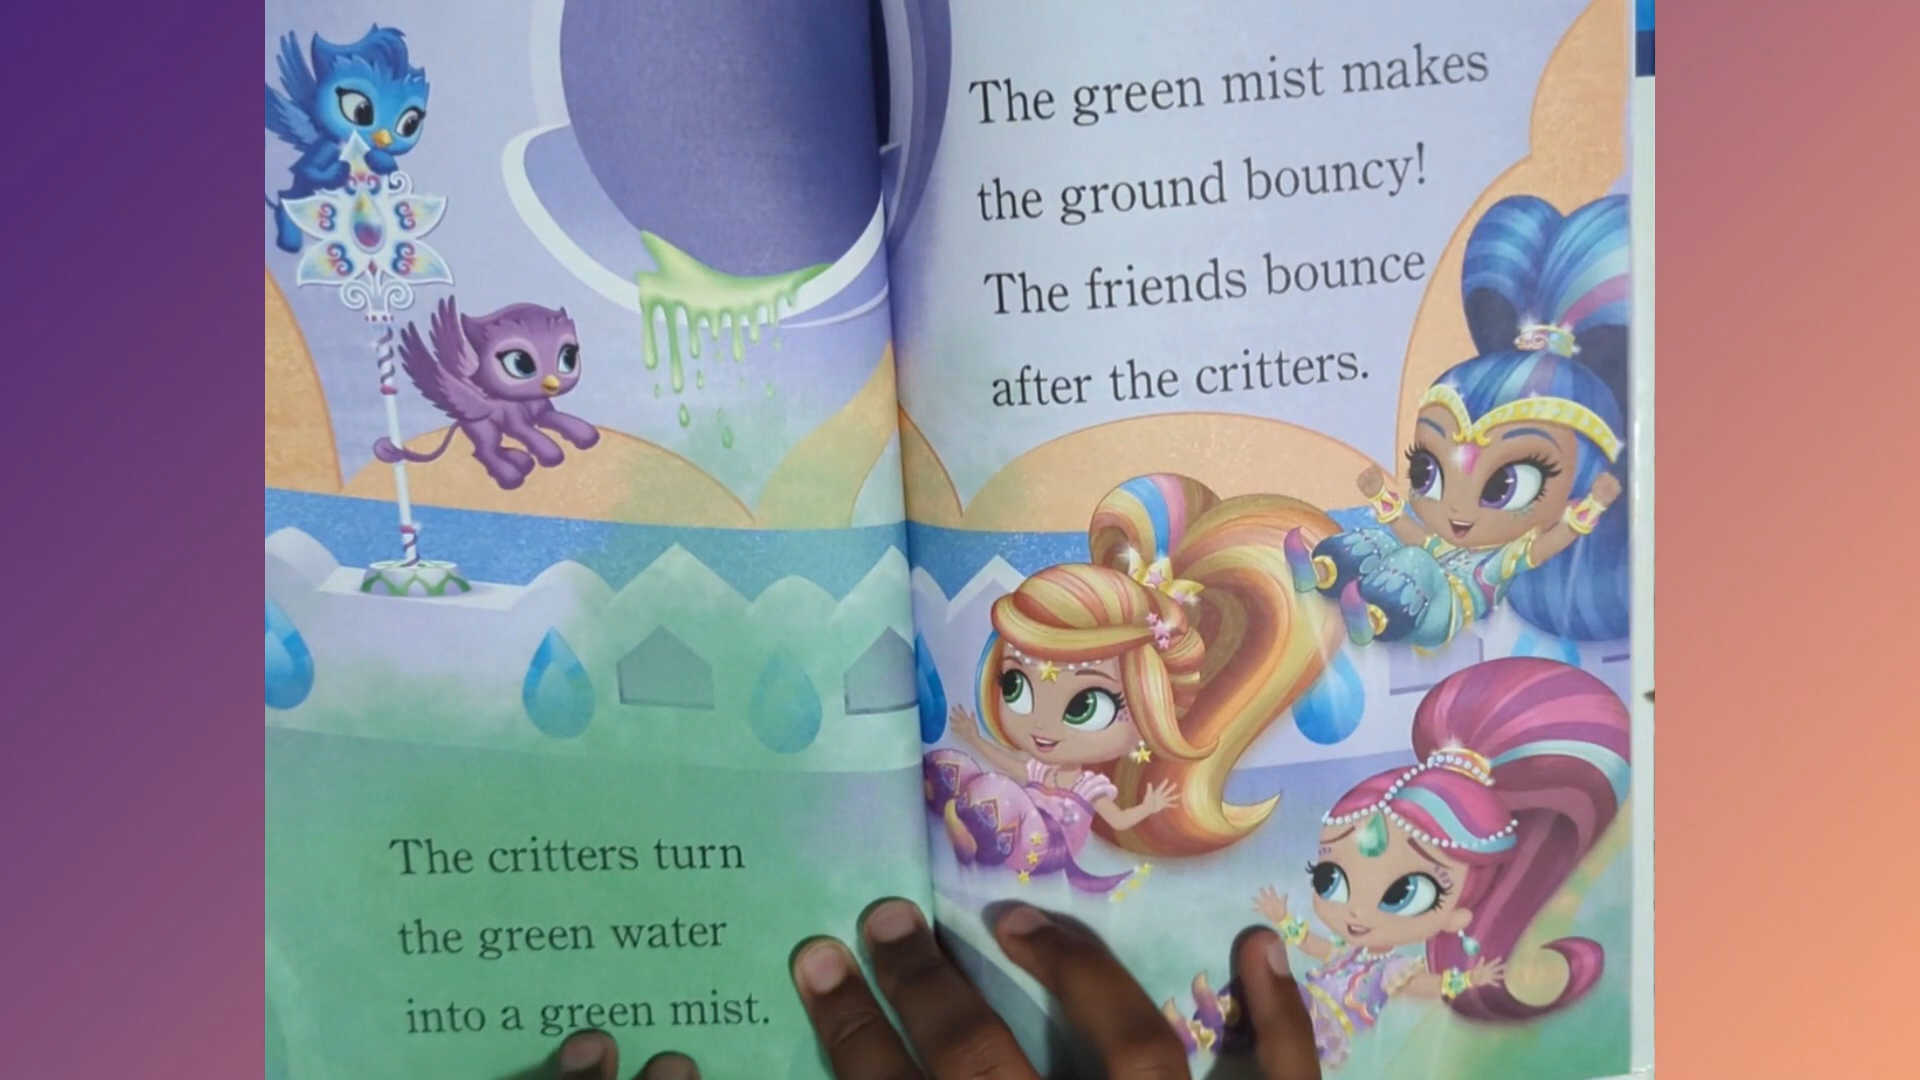 The critters turn
the green water
into a green mist.
The green mist makes
the ground bouncy!
The friends bounce
after the critters.